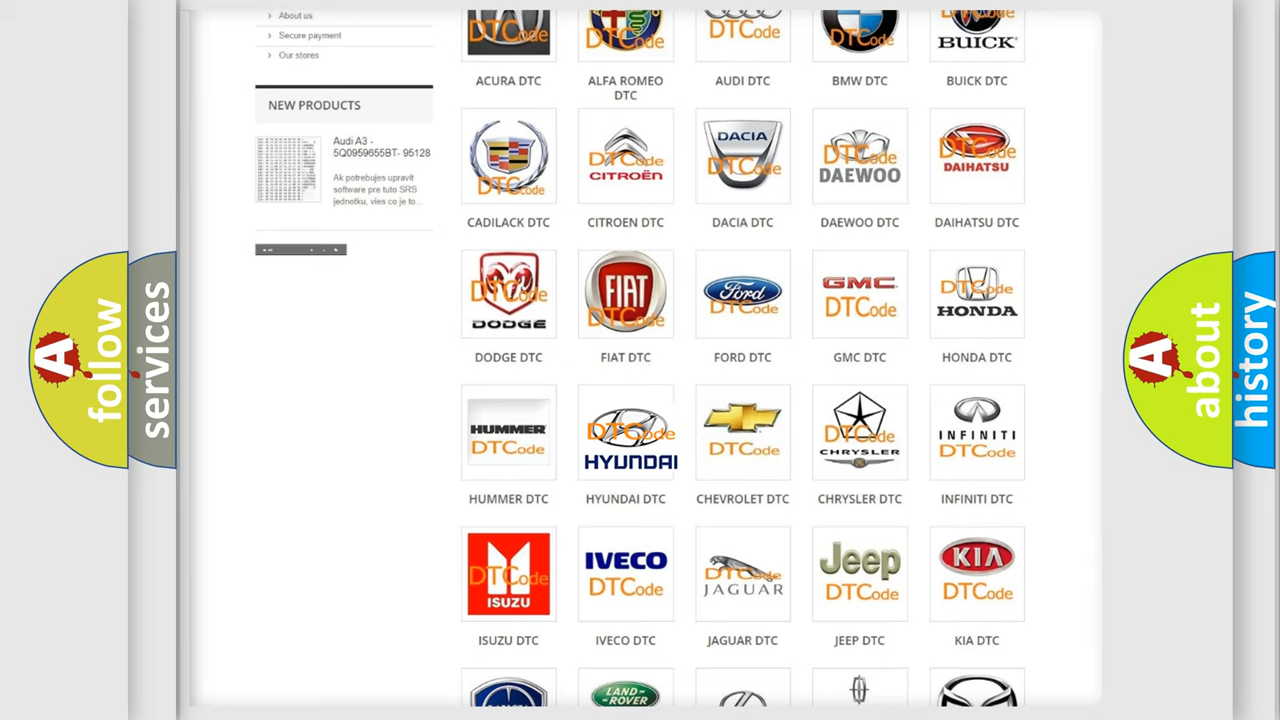 About us
Secure payment
Our stores
NEW PRODUCTS
Audi A3 -
5Q0959655BT- 95128
Ak potrebujes upravit
software pre tuto SRS
jednotku, vies co je to...
DTCode
DTCode
DTCode
DTCode
BUICK
ACURA DTC
ALFA ROMEO
DTC
AUDI DTC
BMW DTC
BUICK DTC
DTCode
DTCode
CITROËN
DACIA
DTCode
DTCode
DAEWOO
DTCode
DAIHATSU
CADILACK DTC
CITROEN DTC
DACIA DTC
DAEWOO DTC
DAIHATSU DTC
DTCode
DODGE
FIAT
DTCode
Ford
DTCode
GMC
DTCode
DTCode
HONDA
DODGE DTC
FIAT DTC
FORD DTC
GMC DTC
HONDA DTC
HUMMER
DTCode
DTCode
HYUNDAI
DTCode
DTCode
CHRYSLER
INFINITI
DTCode
HUMMER DTC
HYUNDAI DTC
CHEVROLET DTC
CHRYSLER DTC
INFINITI DTC
DTCode
ISUZU
IVECO
DTCode
DTCode
JAGUAR
Jeep
DTCode
KIA
DTCode
ISUZU DTC
IVECO DTC
JAGUAR DTC
JEEP DTC
KIA DTC
LAND-
ROVER
A
follow
services
A
about
history